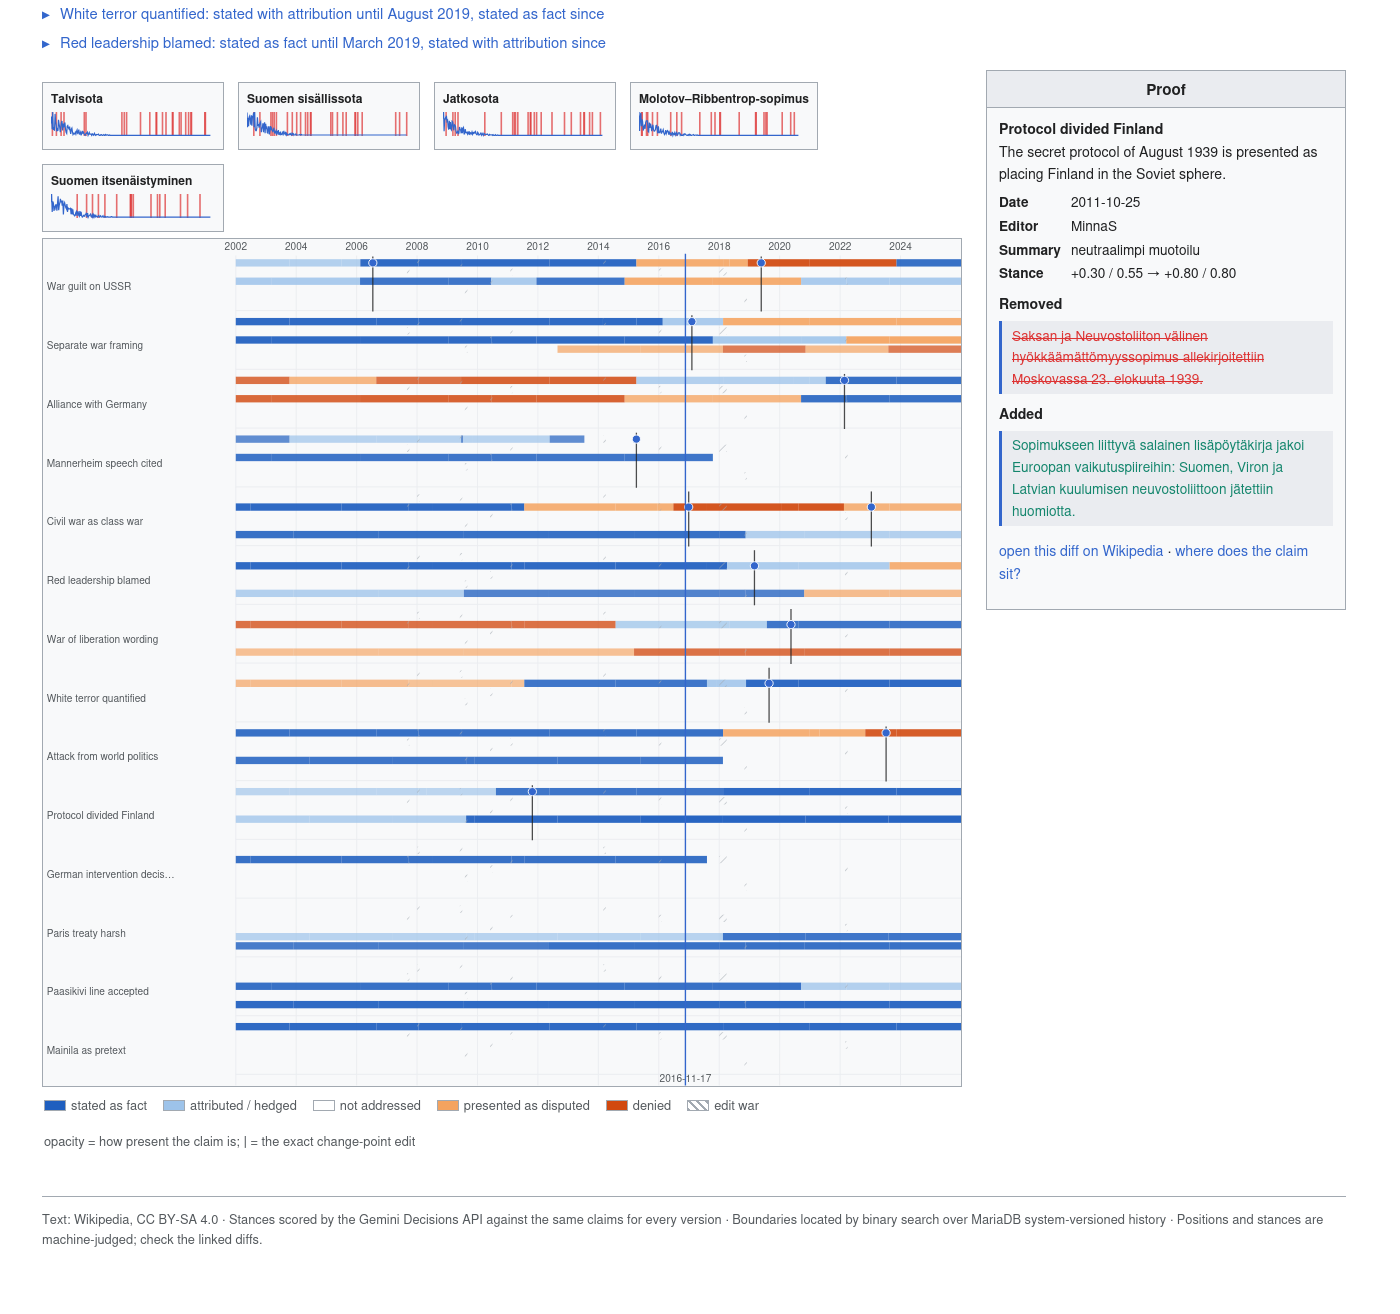 ▸ White terror quantified: stated with attribution until August 2019, stated as fact since
▸ Red leadership blamed: stated as fact until March 2019, stated with attribution since
Talvisota
Suomen sisällissota
Jatkosota
Molotov–Ribbentrop-sopimus
Suomen itsenäistyminen
2002 2004 2006 2008 2010 2012 2014 2016 2018 2020 2022 2024
War guilt on USSR
Separate war framing
Alliance with Germany
Mannerheim speech cited
Civil war as class war
Red leadership blamed
War of liberation wording
White terror quantified
Attack from world politics
Protocol divided Finland
German intervention decis…
Paris treaty harsh
Paasikivi line accepted
Mainila as pretext
2016-11-17
stated as fact
attributed / hedged
not addressed
presented as disputed
denied
edit war
opacity = how present the claim is; | = the exact change-point edit
Proof
Protocol divided Finland
The secret protocol of August 1939 is presented as
placing Finland in the Soviet sphere.
Date 2011-10-25
Editor MinnaS
Summary neutraalimpi muotoilu
Stance +0.30 / 0.55 → +0.80 / 0.80
Removed
Saksan ja Neuvostoliiton välinen
hyökkäämättömyyssopimus allekirjoitettiin
Moskovassa 23. elokuuta 1939.
Added
Sopimukseen liittyvä salainen lisäpöytäkirja jakoi
Euroopan vaikutuspiireihin: Suomen, Viron ja
Latvian kuulumisen neuvostoliittoon jätettiin
huomiotta.
open this diff on Wikipedia · where does the claim
sit?
Text: Wikipedia, CC BY-SA 4.0 · Stances scored by the Gemini Decisions API against the same claims for every version · Boundaries located by binary search over MariaDB system-versioned history · Positions and stances are
machine-judged; check the linked diffs.